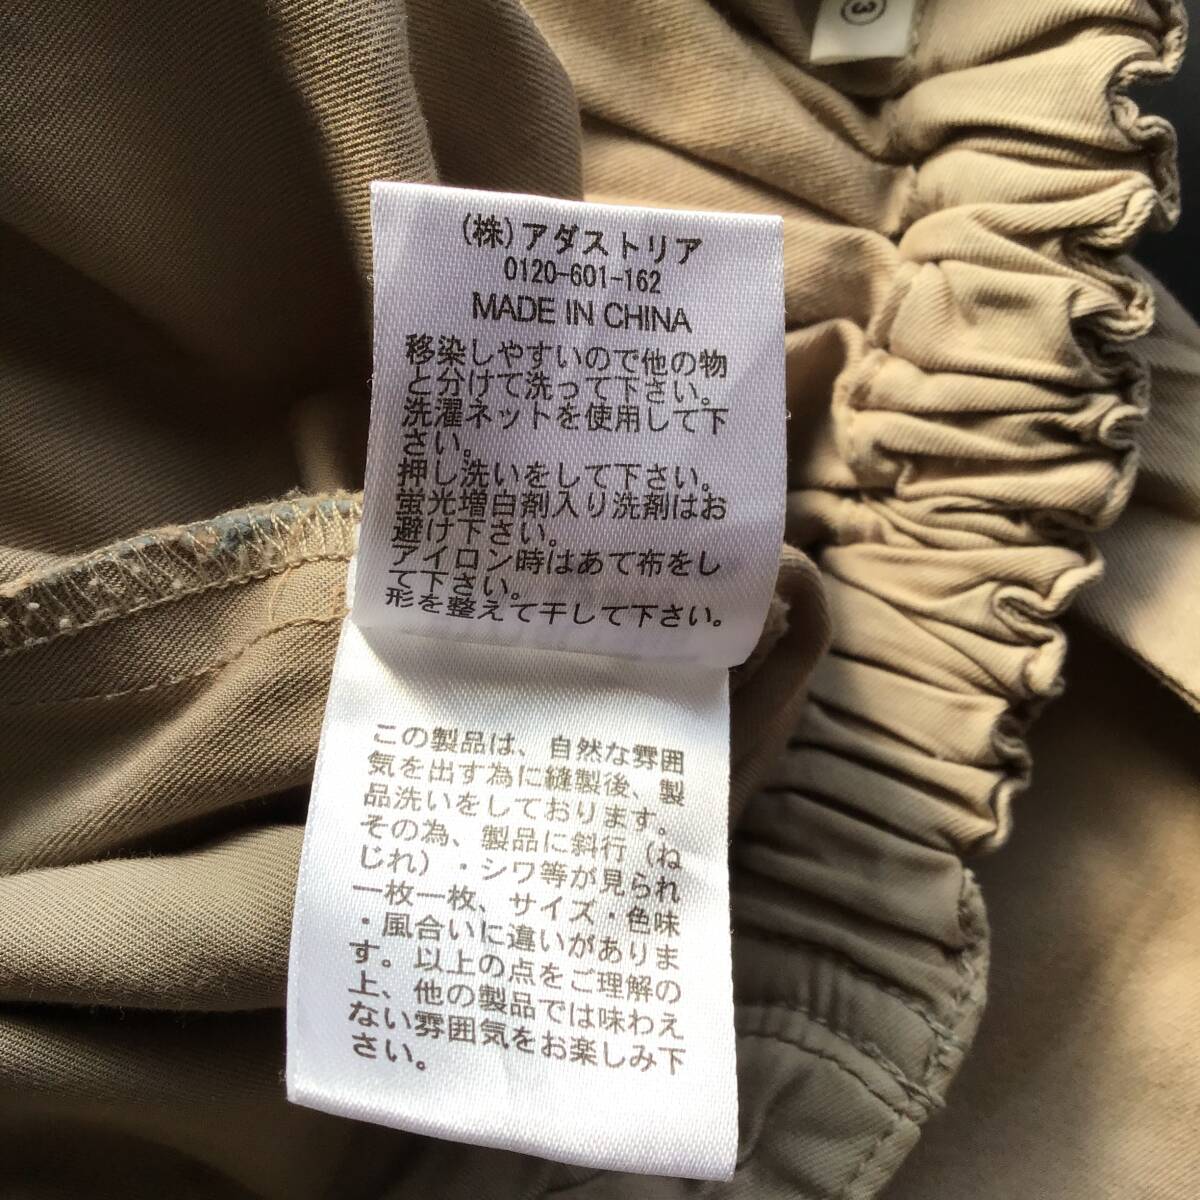 ③
(株)アダストリア
0120-601-162
MADE IN CHINA
移染しやすいので他の物
と分けて洗って下さい。
洗濯ネットを使用して下
さい。
押し洗いをして下さい。
蛍光増白剤入り洗剤はお
避け下さい。
アイロン時はあて布をし
て下さい。
形を整えて干して下さい。
この製品は、自然な雰囲
気を出す為に縫製後、製
品洗いをしております。
その為、製品に斜行（ね
じれ）・シワ等が見られ
一枚一枚、サイズ・色味
・風合いに違いがありま
す。以上の点をご理解の
上、他の製品では味わえ
ない雰囲気をお楽しみ下
さい。